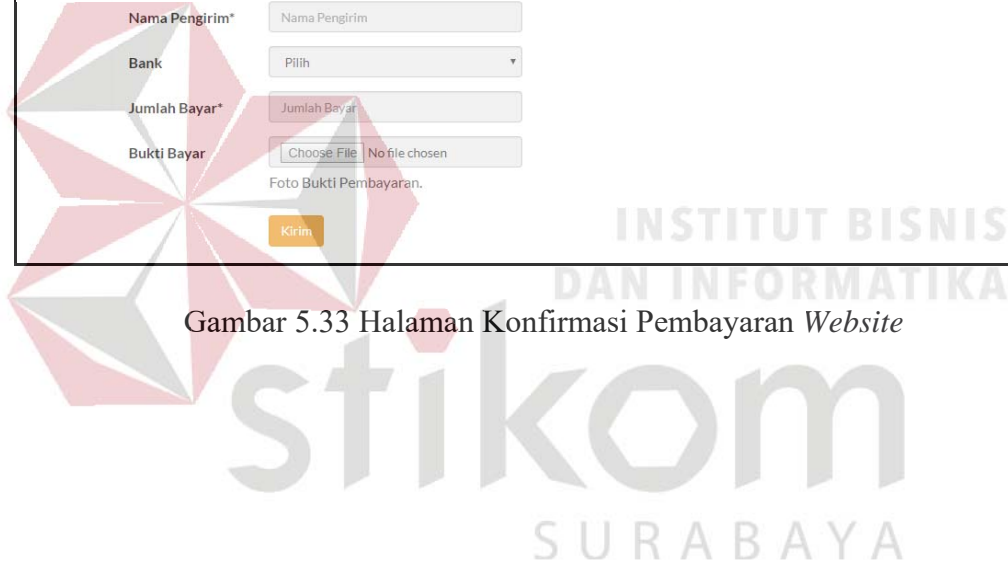 Nama Pengirim* Nama Pengirim
Bank Pilih
Jumlah Bayar* Jumlah Bayar
Bukti Bayar Choose File No file chosen
Foto Bukti Pembayaran.
Kirim
INSTITUT BISNIS
DAN INFORMATIKA
Gambar 5.33 Halaman Konfirmasi Pembayaran Website
stikom
SURABAYA